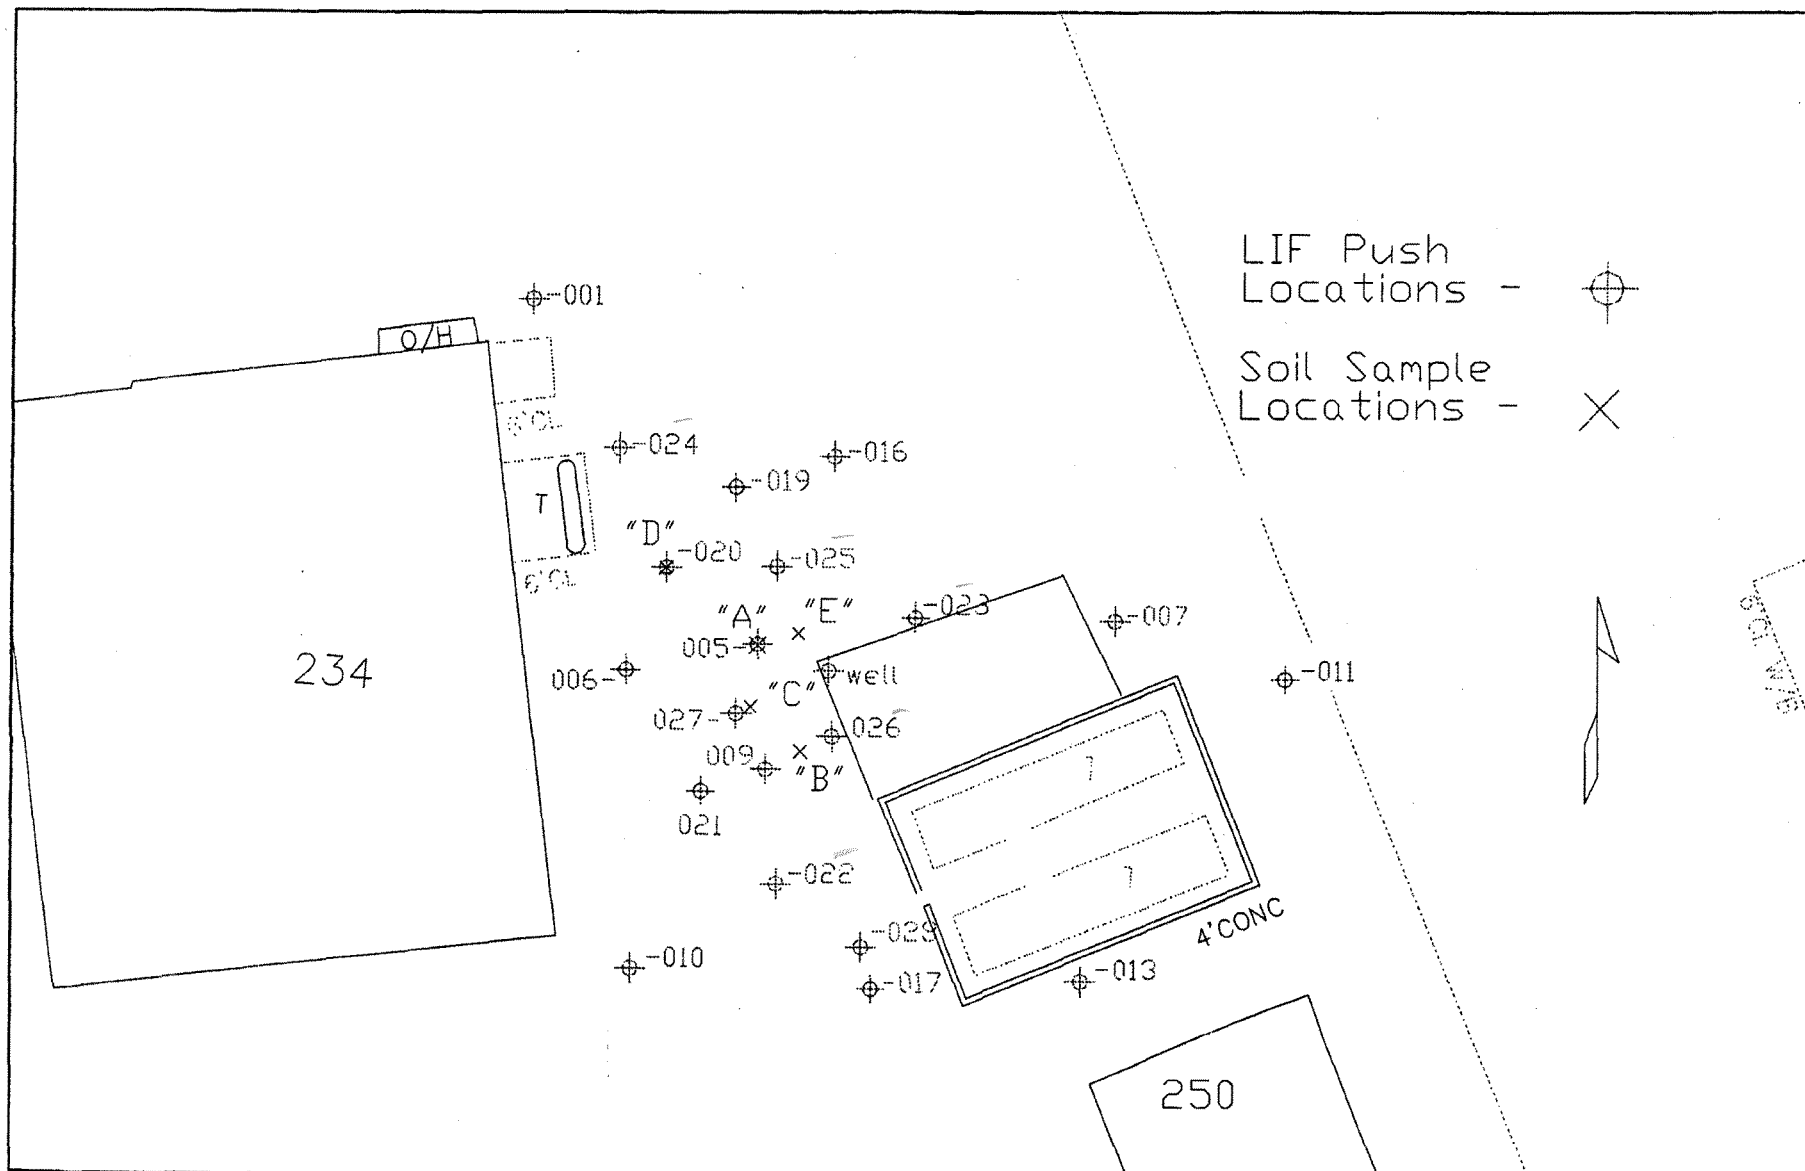 LIF Push
Locations -
Soil Sample
Locations -
-001
O/H
6'CL
-024
-016
-019
T
"D"
-020
-025
6'CL
"A"
"E"
-023
-007
005-
234
006-
well
-011
"C"
027-
026
009
"B"
021
-022
-028
4'CONC
-010
-017
-013
250